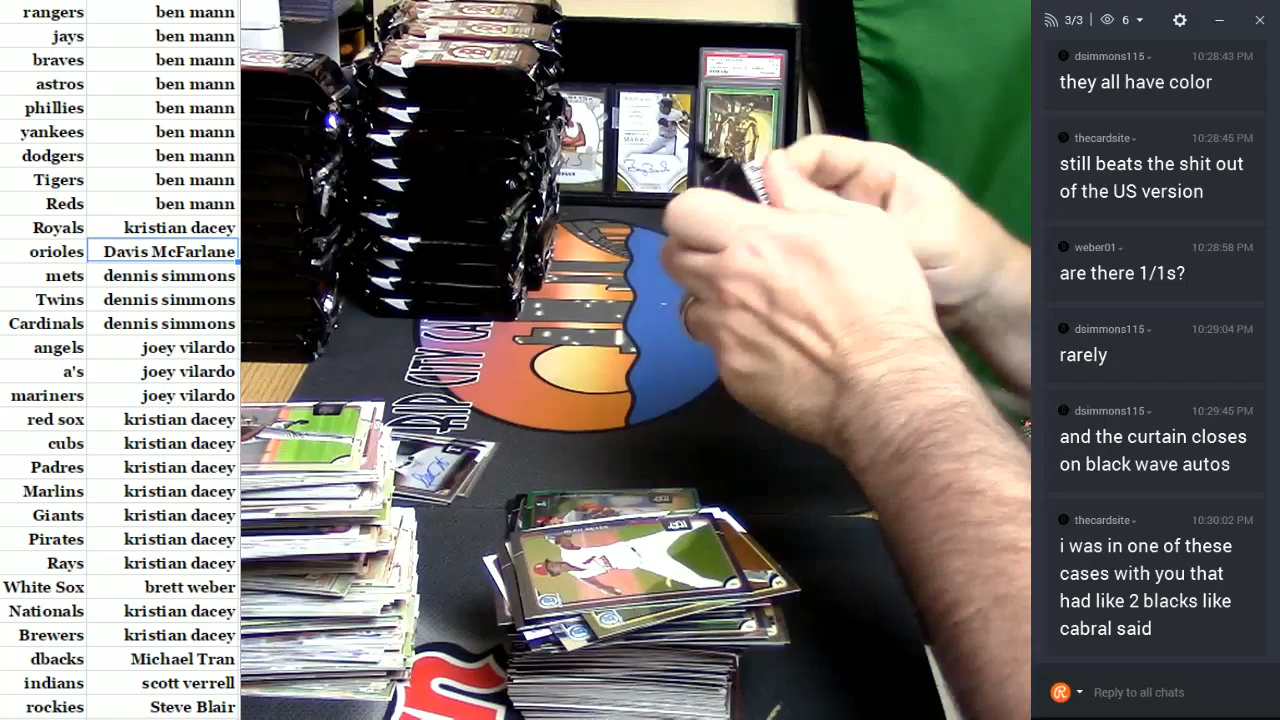 rangers ben mann
jays ben mann
braves ben mann
astros ben mann
phillies ben mann
yankees ben mann
dodgers ben mann
Tigers ben mann
Reds ben mann
Royals kristian dacey
orioles Davis McFarlane
mets dennis simmons
Twins dennis simmons
Cardinals dennis simmons
angels joey vilardo
a's joey vilardo
mariners joey vilardo
red sox kristian dacey
cubs kristian dacey
Padres kristian dacey
Marlins kristian dacey
Giants kristian dacey
Pirates kristian dacey
Rays kristian dacey
White Sox brett weber
Nationals kristian dacey
Brewers kristian dacey
dbacks Michael Tran
indians scott verrell
rockies Steve Blair
RIP CITY CA
3/3 6
dsimmons115 10:28:43 PM
they all have color
thecardsite 10:28:45 PM
still beats the shit out
of the US version
weber01 10:28:58 PM
are there 1/1s?
dsimmons115 10:29:04 PM
rarely
dsimmons115 10:29:45 PM
and the curtain closes
on black wave autos
thecardsite 10:30:02 PM
i was in one of these
cases with you that
had like 2 blacks like
cabral said
Reply to all chats